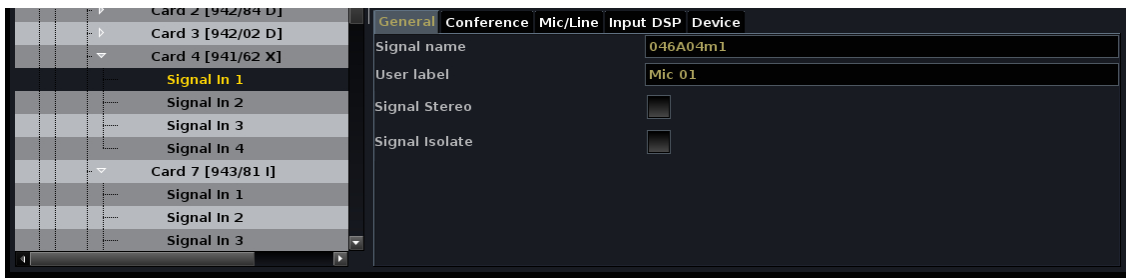 Card 2 [942/84 D]
Card 3 [942/02 D]
Card 4 [941/62 X]
Signal In 1
Signal In 2
Signal In 3
Signal In 4
Card 7 [943/81 I]
Signal In 1
Signal In 2
Signal In 3
General Conference Mic/Line Input DSP Device
Signal name 046A04m1
User label Mic 01
Signal Stereo
Signal Isolate